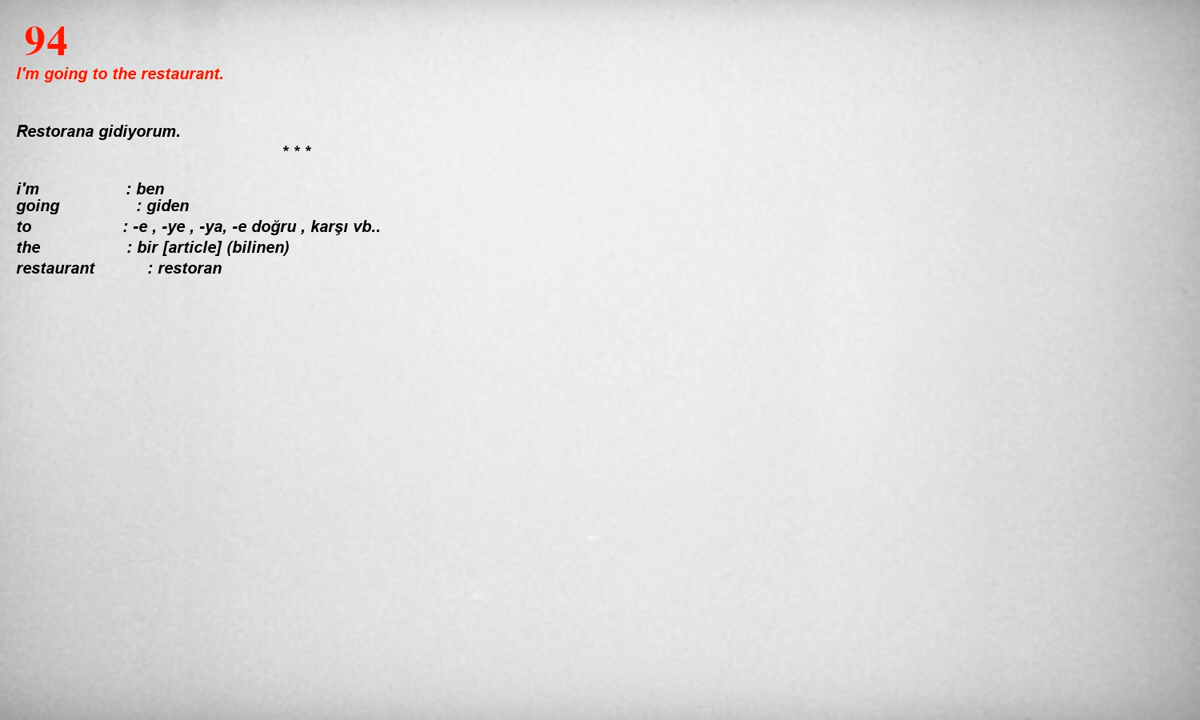 94
I'm going to the restaurant.
Restorana gidiyorum.
* * *
i'm : ben
going : giden
to : -e , -ye , -ya, -e doğru , karşı vb..
the : bir [article] (bilinen)
restaurant : restoran